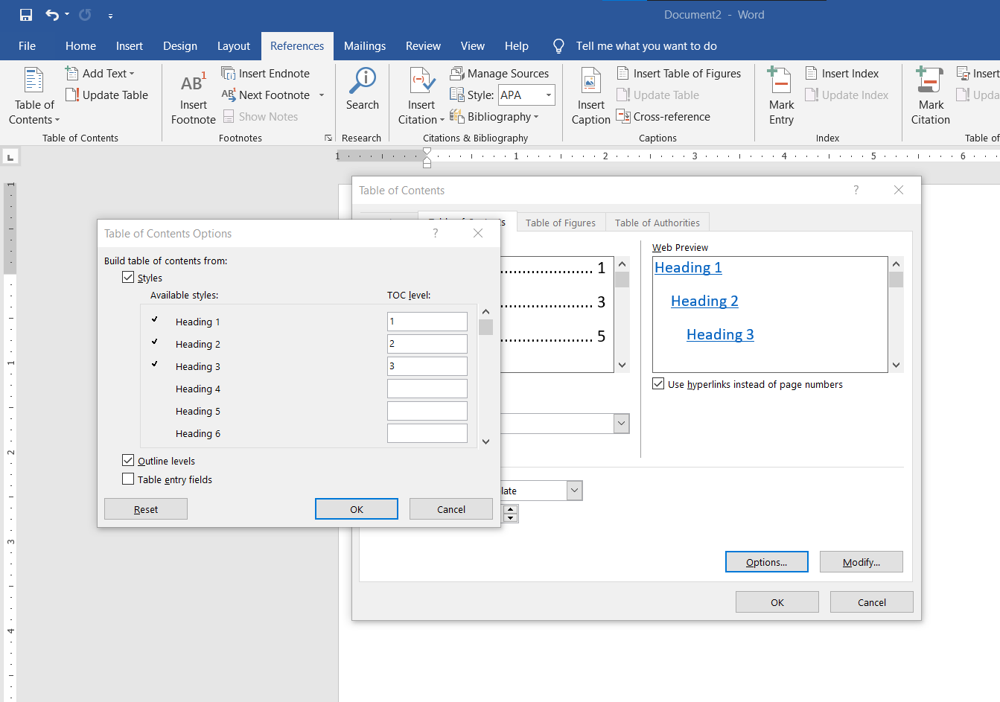 Document2 - Word
File Home Insert Design Layout References Mailings Review View Help Tell me what you want to do
Table of Contents
Add Text
Update Table
Table of Contents
AB1
Insert Footnote
Insert Endnote
AB1 Next Footnote
Show Notes
Footnotes
Search
Research
Insert Citation
Manage Sources
Style: APA
Bibliography
Citations & Bibliography
Insert Caption
Insert Table of Figures
Update Table
Cross-reference
Captions
Mark Entry
Insert Index
Update Index
Index
Mark Citation
Insert
Upda
Table of
L
1 1 2 3 4 5 6
1
1
2
3
4
Table of Contents ?
Table of Figures
Table of Authorities
1
3
5
Web Preview
Heading 1
Heading 2
Heading 3
Use hyperlinks instead of page numbers
late
Options...
Modify...
OK
Cancel
Table of Contents Options ?
Build table of contents from:
Styles
Available styles: TOC level:
Heading 1 1
Heading 2 2
Heading 3 3
Heading 4
Heading 5
Heading 6
Outline levels
Table entry fields
Reset
OK
Cancel